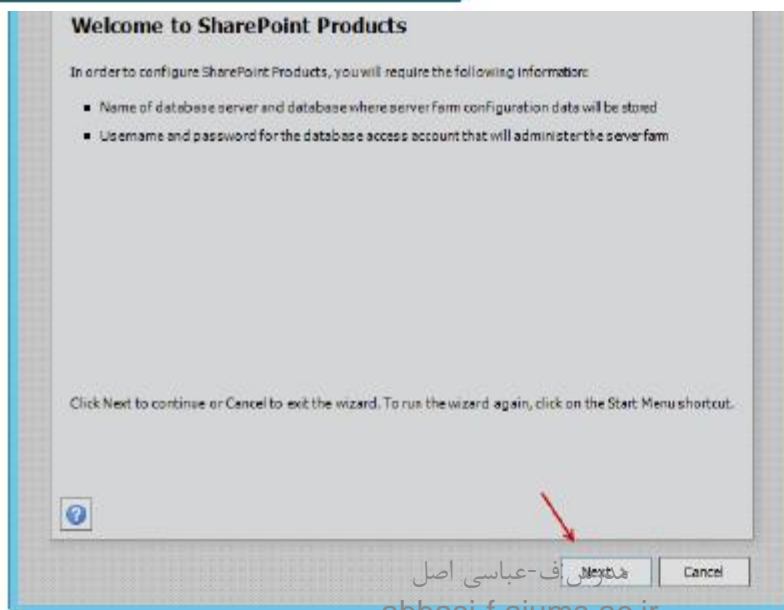 Welcome to SharePoint Products
In order to configure SharePoint Products, you will require the following information:
Name of database server and database where server farm configuration data will be stored
Username and password for the database access account that will administer the server farm
Click Next to continue or Cancel to exit the wizard. To run the wizard again, click on the Start Menu shortcut.
مدرس:ف-عباسی اصل
Next >
Cancel